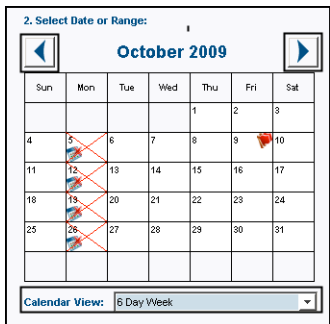 2. Select Date or Range:
October 2009
Sun Mon Tue Wed Thu Fri Sat
1 2 3
4 5 6 7 8 9 10
11 12 13 14 15 16 17
18 19 20 21 22 23 24
25 26 27 28 29 30 31
Calendar View: 6 Day Week